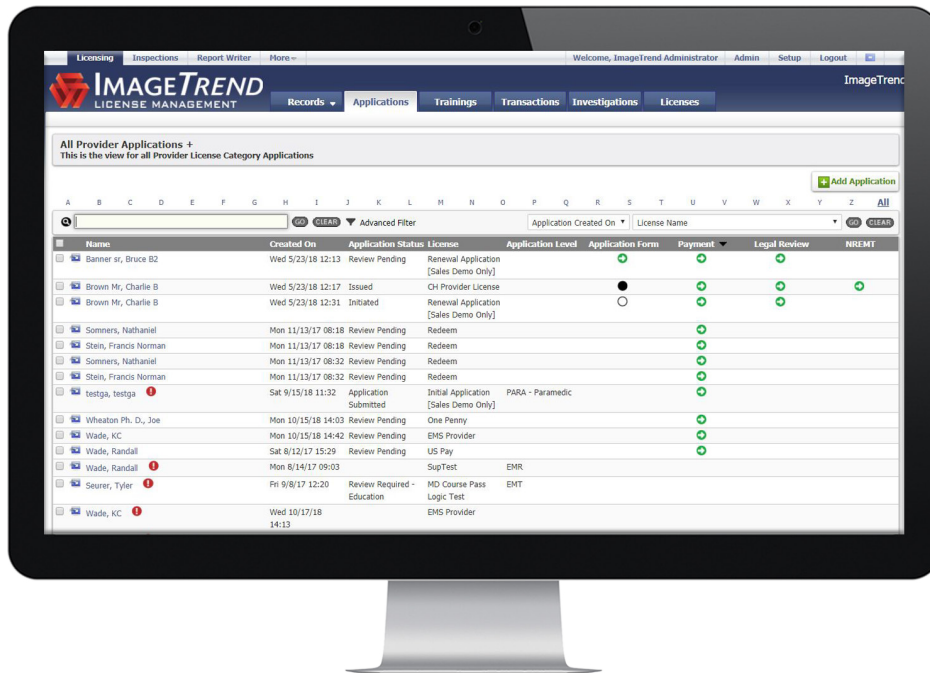 Licensing Inspections Report Writer More Welcome, ImageTrend Administrator Admin Setup Logout
IMAGETREND ImageTrend
LICENSE MANAGEMENT Records Applications Trainings Transactions Investigations Licenses
All Provider Applications +
This is the view for all Provider License Category Applications
Add Application
A B C D E F G H I J K L M N O P Q R S T U V W X Y Z All
GO CLEAR Advanced Filter Application Created On License Name GO CLEAR
Name Created On Application Status License Application Level Application Form Payment Legal Review NREMT
Banner sr, Bruce B2 Wed 5/23/18 12:13 Review Pending Renewal Application
[Sales Demo Only]
Brown Mr, Charlie B Wed 5/23/18 12:17 Issued CH Provider License
Brown Mr, Charlie B Wed 5/23/18 12:31 Initiated Renewal Application
[Sales Demo Only]
Somners, Nathaniel Mon 11/13/17 08:18 Review Pending Redeem
Stein, Francis Norman Mon 11/13/17 08:18 Review Pending Redeem
Somners, Nathaniel Mon 11/13/17 08:32 Review Pending Redeem
Stein, Francis Norman Mon 11/13/17 08:32 Review Pending Redeem
testga, testga Sat 9/15/18 11:32 Application Initial Application PARA - Paramedic
Submitted [Sales Demo Only]
Wheaton Ph. D., Joe Mon 10/15/18 14:03 Review Pending One Penny
Wade, KC Mon 10/15/18 14:42 Review Pending EMS Provider
Wade, Randall Sat 8/12/17 15:29 Review Pending US Pay
Wade, Randall Mon 8/14/17 09:03 SupTest EMR
Seurer, Tyler Fri 9/8/17 12:20 Review Required - MD Course Pass EMT
Education Logic Test
Wade, KC Wed 10/17/18 EMS Provider
14:13